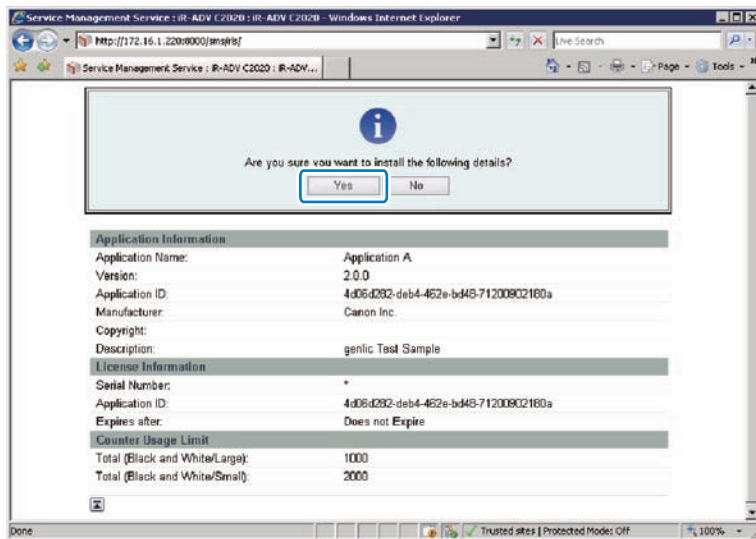 Service Management Service : iR-ADV C2020 : iR-ADV C2020 - Windows Internet Explorer
http://172.16.1.220:8000/sms/rls/
Live Search
Service Management Service : iR-ADV C2020 : iR-ADV...
Page
Tools
Are you sure you want to install the following details?
Yes No
Application Information
Application Name: Application A
Version: 2.0.0
Application ID: 4d06d282-deb4-462e-bd48-71200902180a
Manufacturer: Canon Inc.
Copyright:
Description: genlic Test Sample
License Information
Serial Number: *
Application ID: 4d06d282-deb4-462e-bd48-71200902180a
Expires after: Does not Expire
Counter Usage Limit
Total (Black and White/Large): 1000
Total (Black and White/Small): 2000
Done
Trusted sites | Protected Mode: Off
100%